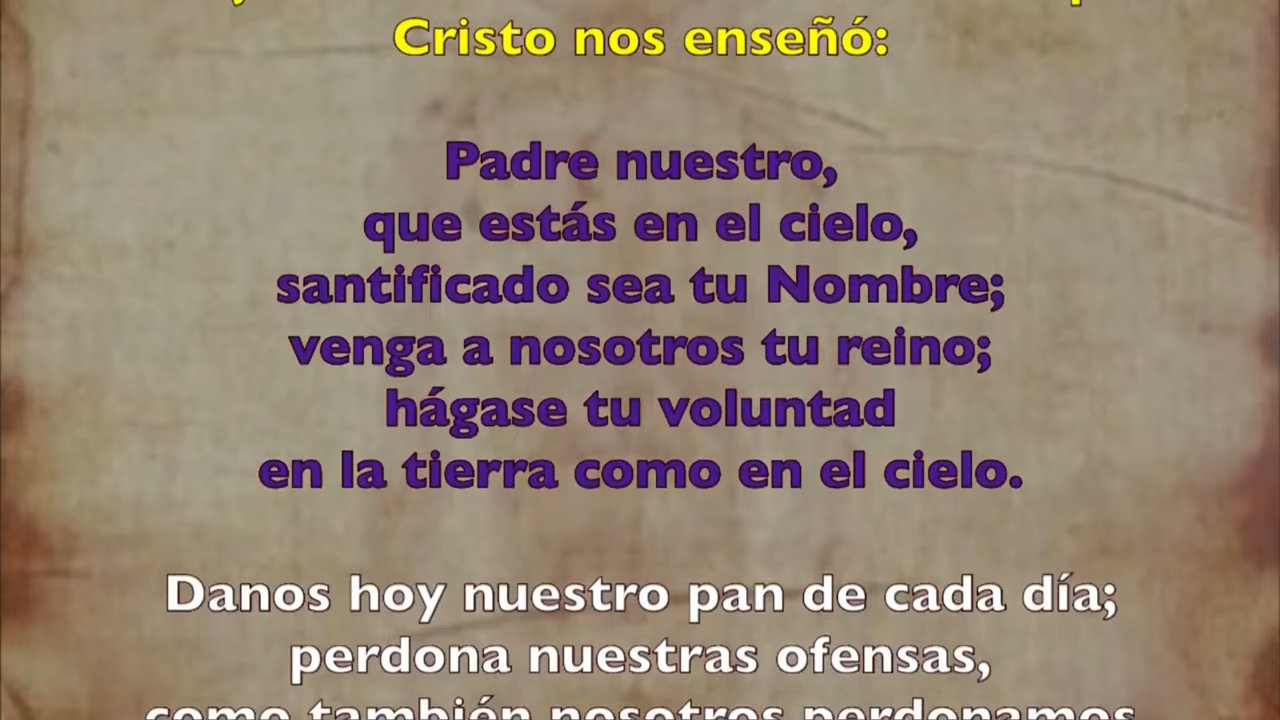 Cristo nos enseñó:
Padre nuestro,
que estás en el cielo,
santificado sea tu Nombre;
venga a nosotros tu reino;
hágase tu voluntad
en la tierra como en el cielo.
Danos hoy nuestro pan de cada día;
perdona nuestras ofensas,
como también nosotros perdonamos